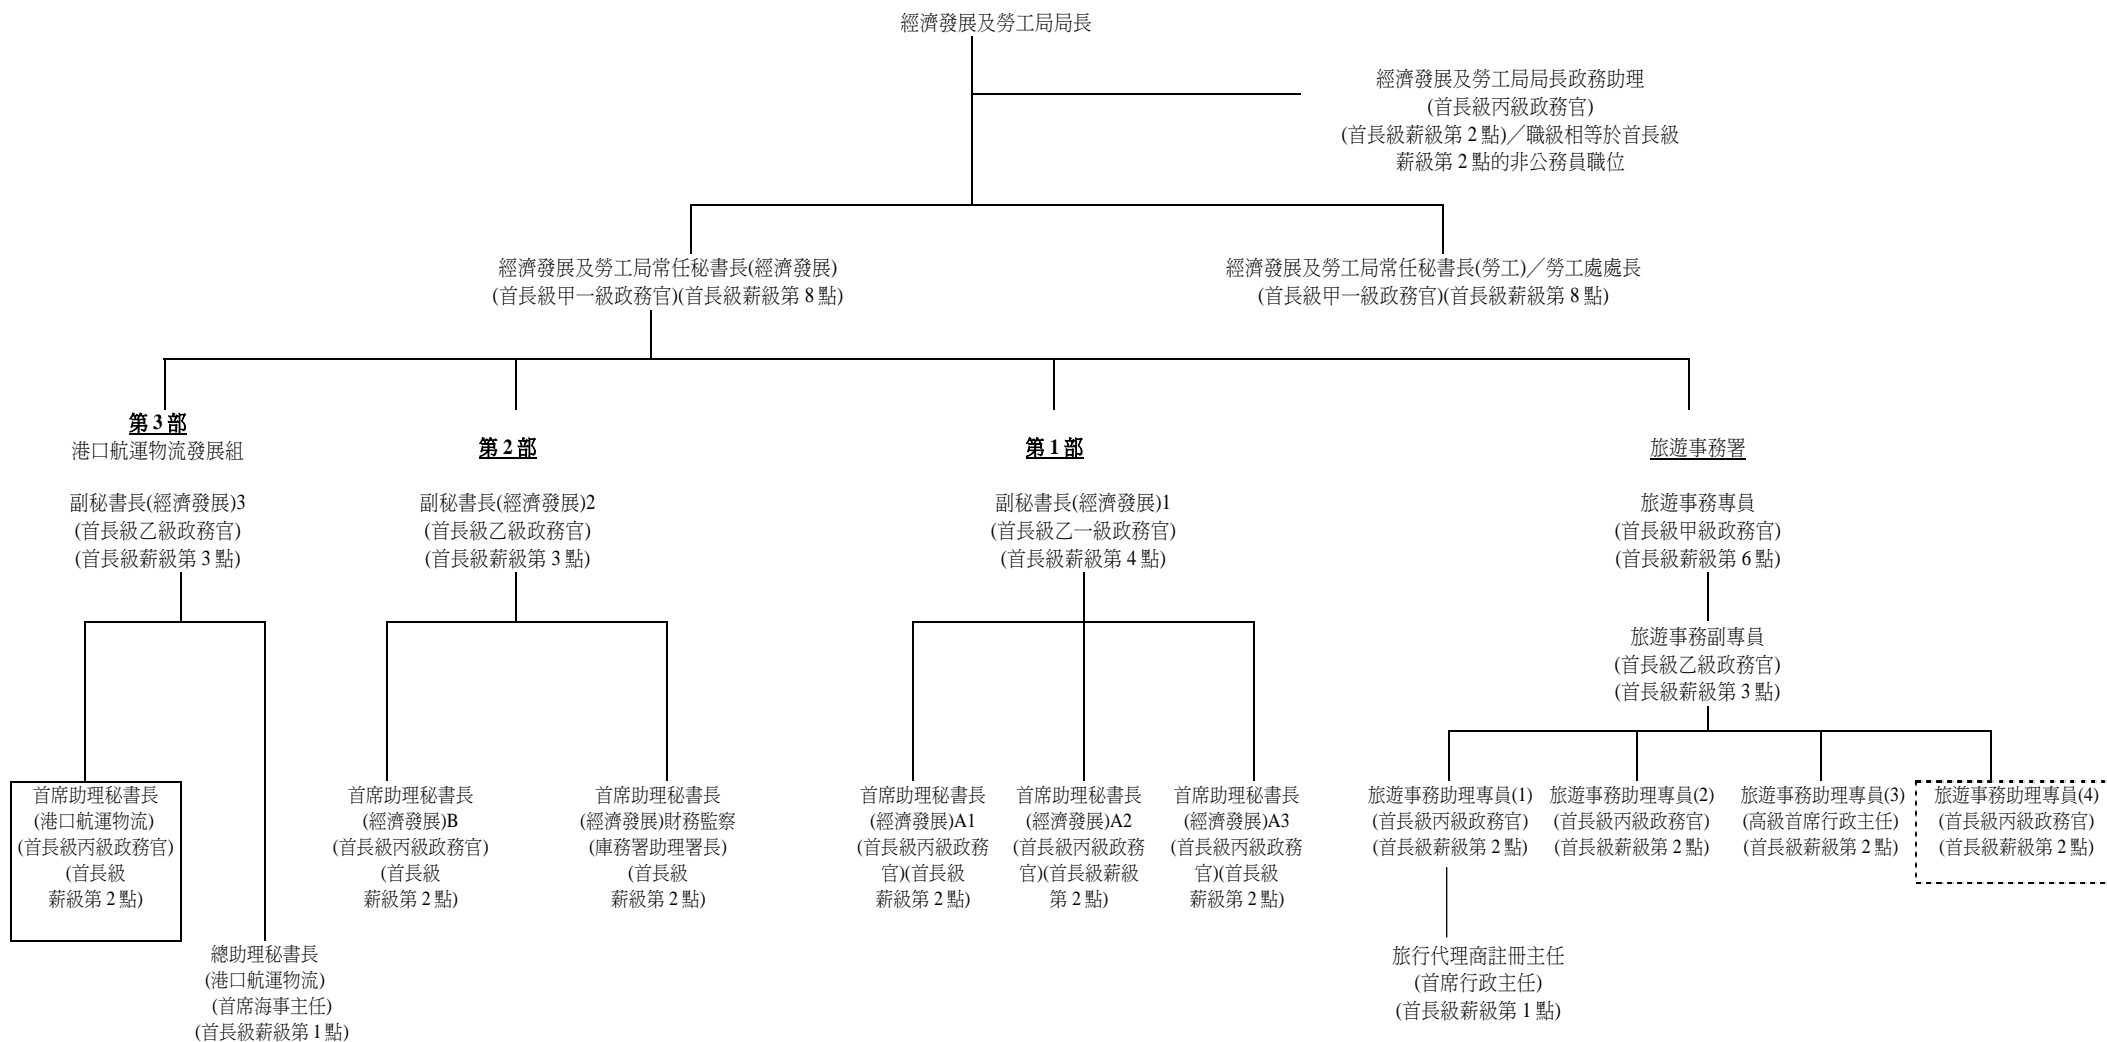 經濟發展及勞工局局長
經濟發展及勞工局局長政務助理
(首長級丙級政務官)
(首長級薪級第 2 點)／職級相等於首長級
薪級第 2 點的非公務員職位
經濟發展及勞工局常任秘書長(經濟發展)
(首長級甲一級政務官)(首長級薪級第 8 點)
經濟發展及勞工局常任秘書長(勞工)／勞工處處長
(首長級甲一級政務官)(首長級薪級第 8 點)
第 3 部
港口航運物流發展組
副秘書長(經濟發展)3
(首長級乙級政務官)
(首長級薪級第 3 點)
第 2 部
副秘書長(經濟發展)2
(首長級乙級政務官)
(首長級薪級第 3 點)
第 1 部
副秘書長(經濟發展)1
(首長級乙一級政務官)
(首長級薪級第 4 點)
旅遊事務署
旅遊事務專員
(首長級甲級政務官)
(首長級薪級第 6 點)
旅遊事務副專員
(首長級乙級政務官)
(首長級薪級第 3 點)
首席助理秘書長
(港口航運物流)
(首長級丙級政務官)
(首長級
薪級第 2 點)
總助理秘書長
(港口航運物流)
(首席海事主任)
(首長級薪級第 1 點)
首席助理秘書長
(經濟發展)B
(首長級丙級政務官)
(首長級
薪級第 2 點)
首席助理秘書長
(經濟發展)財務監察
(庫務署助理署長)
(首長級
薪級第 2 點)
首席助理秘書長
(經濟發展)A1
(首長級丙級政務
官)(首長級
薪級第 2 點)
首席助理秘書長
(經濟發展)A2
(首長級丙級政務
官)(首長級薪級
第 2 點)
首席助理秘書長
(經濟發展)A3
(首長級丙級政務
官)(首長級
薪級第 2 點)
旅遊事務助理專員(1)
(首長級丙級政務官)
(首長級薪級第 2 點)
旅行代理商註冊主任
(首席行政主任)
(首長級薪級第 1 點)
旅遊事務助理專員(2)
(首長級丙級政務官)
(首長級薪級第 2 點)
旅遊事務助理專員(3)
(高級首席行政主任)
(首長級薪級第 2 點)
旅遊事務助理專員(4)
(首長級丙級政務官)
(首長級薪級第 2 點)